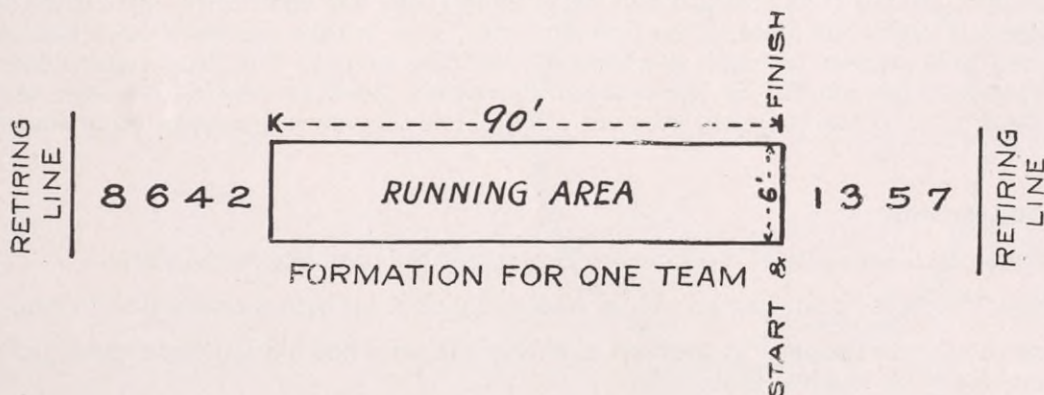 90'
RETIRING
LINE
8 6 4 2
RUNNING AREA
6'
1 3 5 7
RETIRING
LINE
FORMATION FOR ONE TEAM
START & FINISH